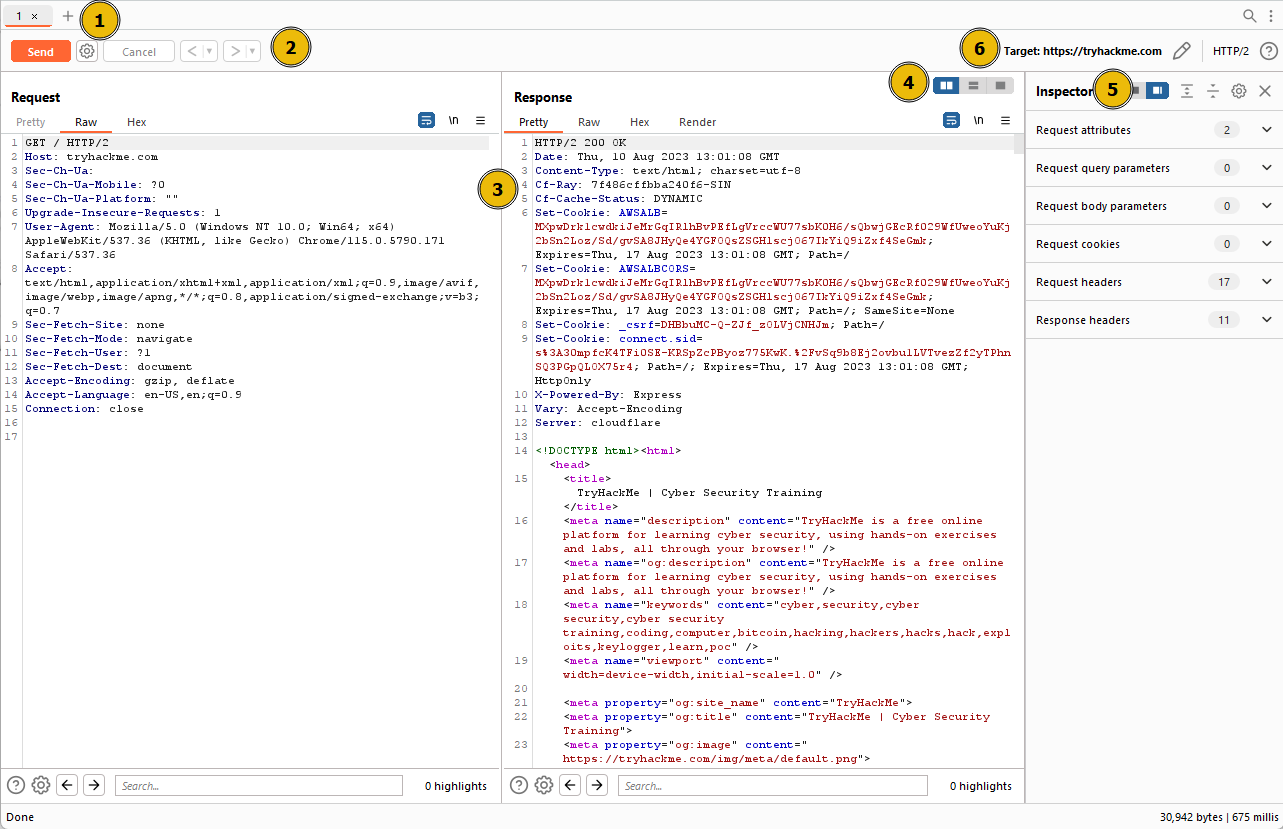 1 × +
1
Send Cancel < >
2
6
Target: https://tryhackme.com HTTP/2
4
5
Request
Pretty Raw Hex \n
1 GET / HTTP/2
2 Host: tryhackme.com
3 Sec-Ch-Ua:
4 Sec-Ch-Ua-Mobile: ?0
5 Sec-Ch-Ua-Platform: ""
6 Upgrade-Insecure-Requests: 1
7 User-Agent: Mozilla/5.0 (Windows NT 10.0; Win64; x64)
AppleWebKit/537.36 (KHTML, like Gecko) Chrome/115.0.5790.171
Safari/537.36
8 Accept:
text/html,application/xhtml+xml,application/xml;q=0.9,image/avif,
image/webp,image/apng,*/*;q=0.8,application/signed-exchange;v=b3;
q=0.7
9 Sec-Fetch-Site: none
10 Sec-Fetch-Mode: navigate
11 Sec-Fetch-User: ?1
12 Sec-Fetch-Dest: document
13 Accept-Encoding: gzip, deflate
14 Accept-Language: en-US,en;q=0.9
15 Connection: close
16
17
Search...
0 highlights
3
Response
Pretty Raw Hex Render \n
1 HTTP/2 200 OK
2 Date: Thu, 10 Aug 2023 13:01:08 GMT
3 Content-Type: text/html; charset=utf-8
4 Cf-Ray: 7f486cffbba240f6-SIN
5 Cf-Cache-Status: DYNAMIC
6 Set-Cookie: AWSALB=
Expires=Thu, 17 Aug 2023 13:01:08 GMT; Path=/
7 Set-Cookie: AWSALBCORS=
Expires=Thu, 17 Aug 2023 13:01:08 GMT; Path=/; SameSite=None
8 Set-Cookie: _csrf=DHBbuMC-Q-ZJf_z0LVjCNHJm; Path=/
9 Set-Cookie: connect.sid=
Path=/; Expires=Thu, 17 Aug 2023 13:01:08 GMT;
HttpOnly
10 X-Powered-By: Express
11 Vary: Accept-Encoding
12 Server: cloudflare
13
14 <!DOCTYPE html><html>
<head>
15 <title>
TryHackMe | Cyber Security Training
</title>
16 <meta name="description" content="TryHackMe is a free online
platform for learning cyber security, using hands-on exercises
and labs, all through your browser!" />
17 <meta name="og:description" content="TryHackMe is a free online
platform for learning cyber security, using hands-on exercises
and labs, all through your browser!" />
18 <meta name="keywords" content="cyber,security,cyber
security,cyber security
training,coding,computer,bitcoin,hacking,hackers,hacks,hack,expl
oits,keylogger,learn,poc" />
19 <meta name="viewport" content="
width=device-width,initial-scale=1.0" />
20
21 <meta property="og:site_name" content="TryHackMe">
22 <meta property="og:title" content="TryHackMe | Cyber Security
Training">
23 <meta property="og:image" content="
https://tryhackme.com/img/meta/default.png">
Search...
0 highlights
Inspector
Request attributes 2
Request query parameters 0
Request body parameters 0
Request cookies 0
Request headers 17
Response headers 11
Done
30,942 bytes | 675 millis